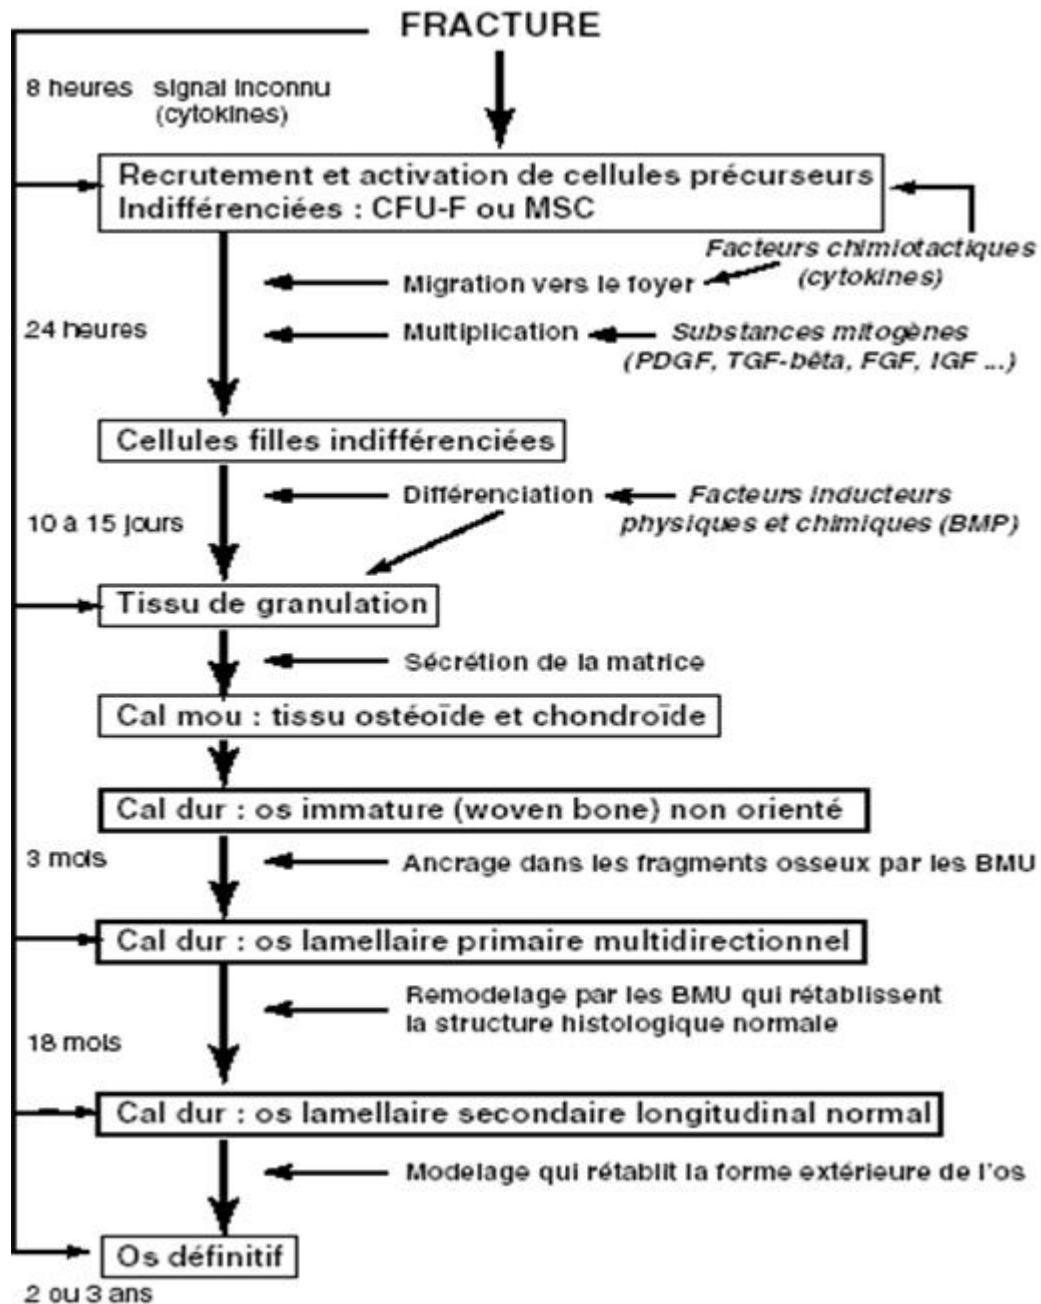 FRACTURE
8 heures signal inconnu
(cytokines)
Recrutement et activation de cellules précurseurs
Indifférenciées : CFU-F ou MSC
Facteurs chimiotactiques
(cytokines)
Migration vers le foyer
24 heures
Multiplication
Substances mitogènes
(PDGF, TGF-bêta, FGF, IGF ...)
Cellules filles indifférenciées
Différenciation
Facteurs inducteurs
physiques et chimiques (BMP)
10 à 15 jours
Tissu de granulation
Sécrétion de la matrice
Cal mou : tissu ostéoïde et chondroïde
Cal dur : os immature (woven bone) non orienté
3 mois
Ancrage dans les fragments osseux par les BMU
Cal dur : os lamellaire primaire multidirectionnel
Remodelage par les BMU qui rétablissent
la structure histologique normale
18 mois
Cal dur : os lamellaire secondaire longitudinal normal
Modelage qui rétablit la forme extérieure de l'os
Os définitif
2 ou 3 ans